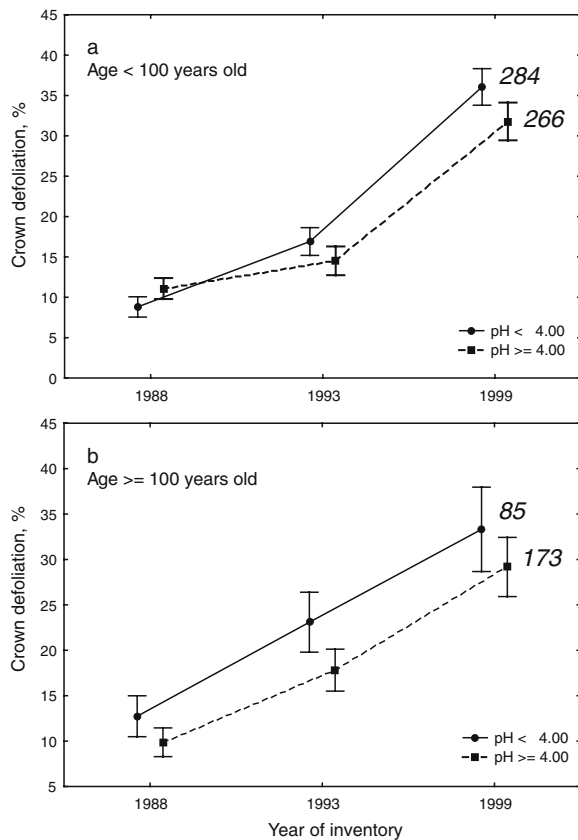 45
a
Age < 100 years old
40
284
35
266
30
Crown defoliation, %
25
20
15
10
5
pH < 4.00
pH >= 4.00
0
1988 1993 1999
45
b
Age >= 100 years old
40
85
35
173
30
Crown defoliation, %
25
20
15
10
pH < 4.00
pH >= 4.00
5
1988 1993 1999
Year of inventory